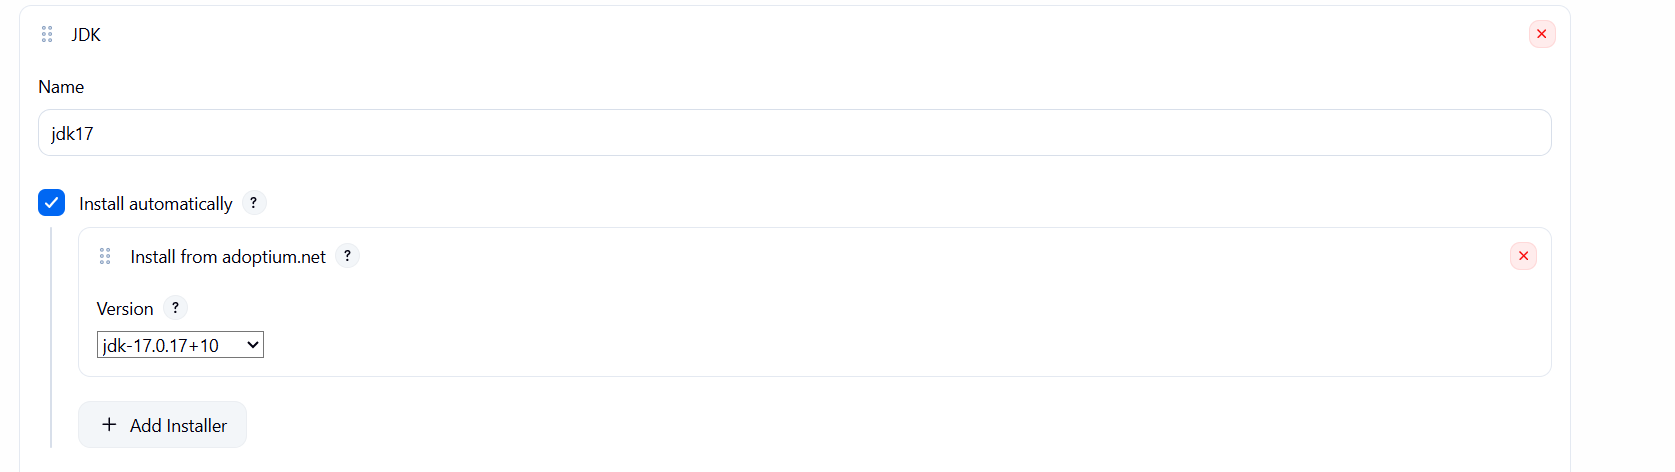 JDK
Name
jdk17
Install automatically ?
Install from adoptium.net ?
Version ?
jdk-17.0.17+10
+ Add Installer